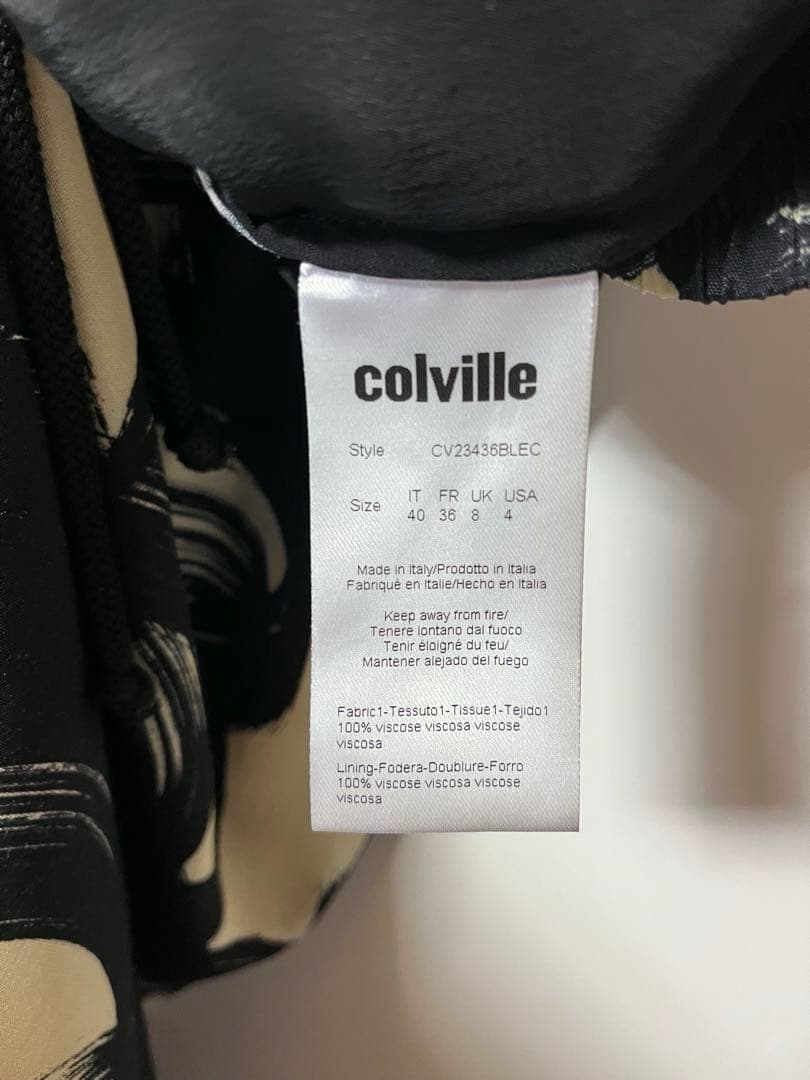 colville
Style CV23436BLEC
Size IT FR UK USA
40 36 8 4
Made in Italy/Prodotto in Italia
Fabriqué en Italie/Hecho en Italia
Keep away from fire/
Tenere lontano dal fuoco
Tenir éloigné du feu/
Mantener alejado del fuego
Fabric1-Tessuto1-Tissue1-Tejido1
100% viscose viscosa viscose
viscosa
Lining-Fodera-Doublure-Forro
100% viscose viscosa viscose
viscosa